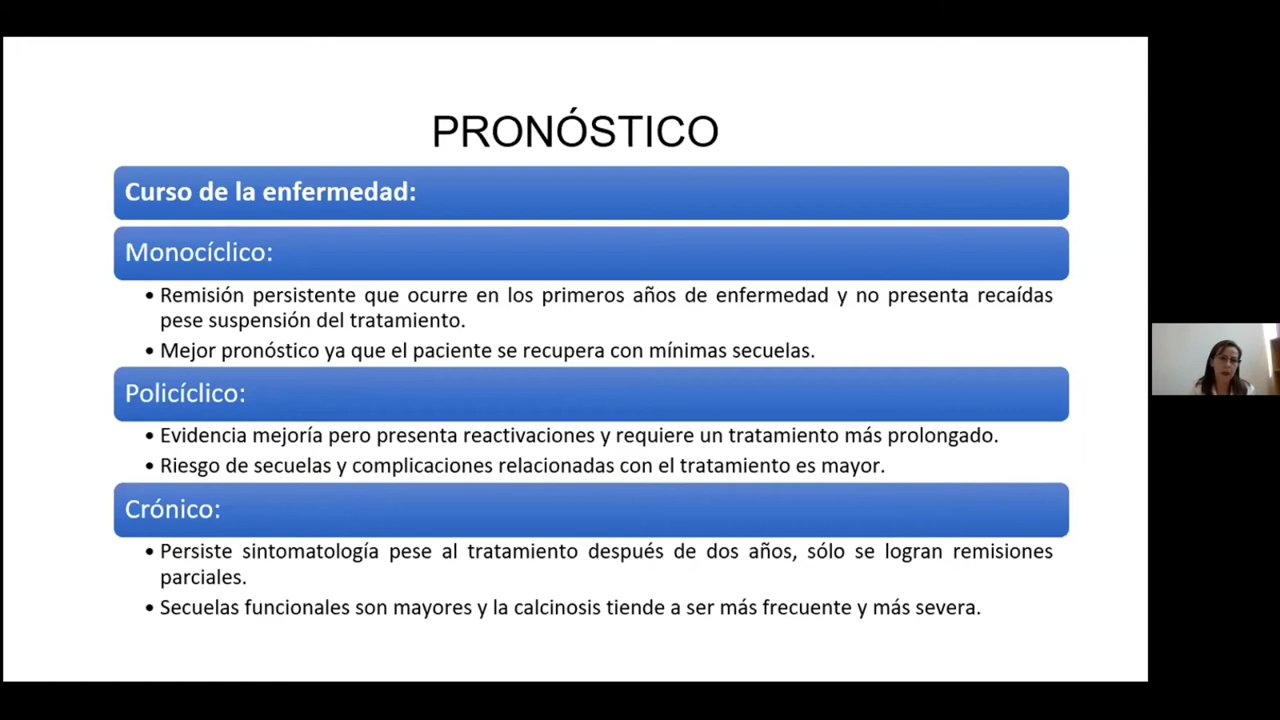 PRONÓSTICO
Curso de la enfermedad:
Monocíclico:
• Remisión persistente que ocurre en los primeros años de enfermedad y no presenta recaídas
pese suspensión del tratamiento.
• Mejor pronóstico ya que el paciente se recupera con mínimas secuelas.
Policíclico:
• Evidencia mejoría pero presenta reactivaciones y requiere un tratamiento más prolongado.
• Riesgo de secuelas y complicaciones relacionadas con el tratamiento es mayor.
Crónico:
• Persiste sintomatología pese al tratamiento después de dos años, sólo se logran remisiones
parciales.
• Secuelas funcionales son mayores y la calcinosis tiende a ser más frecuente y más severa.